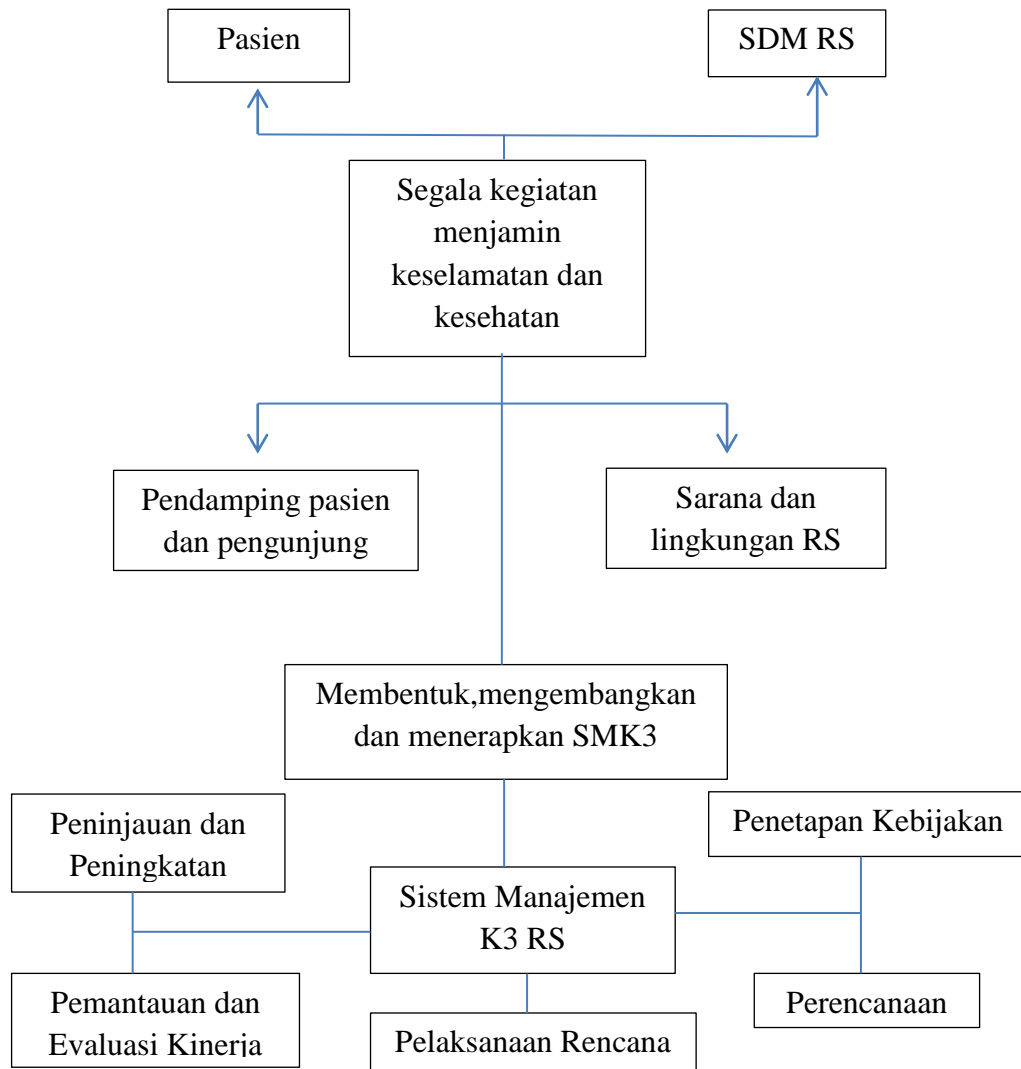 Pasien
SDM RS
Segala kegiatan
menjamin
keselamatan dan
kesehatan
Pendamping pasien
dan pengunjung
Sarana dan
lingkungan RS
Membentuk,mengembangkan
dan menerapkan SMK3
Peninjauan dan
Peningkatan
Penetapan Kebijakan
Sistem Manajemen
K3 RS
Pemantauan dan
Evaluasi Kinerja
Pelaksanaan Rencana
Perencanaan